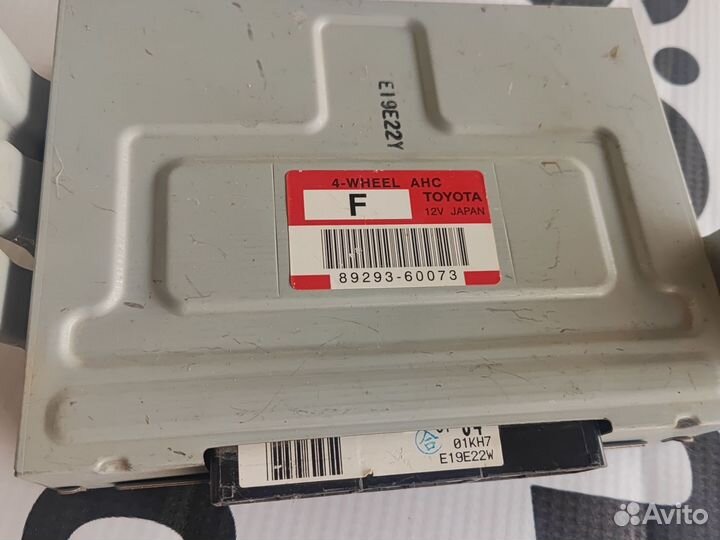 E19E22Y
4-WHEEL AHC
F
TOYOTA
12V JAPAN
89293-60073
01KH7
E19E22W
Avito